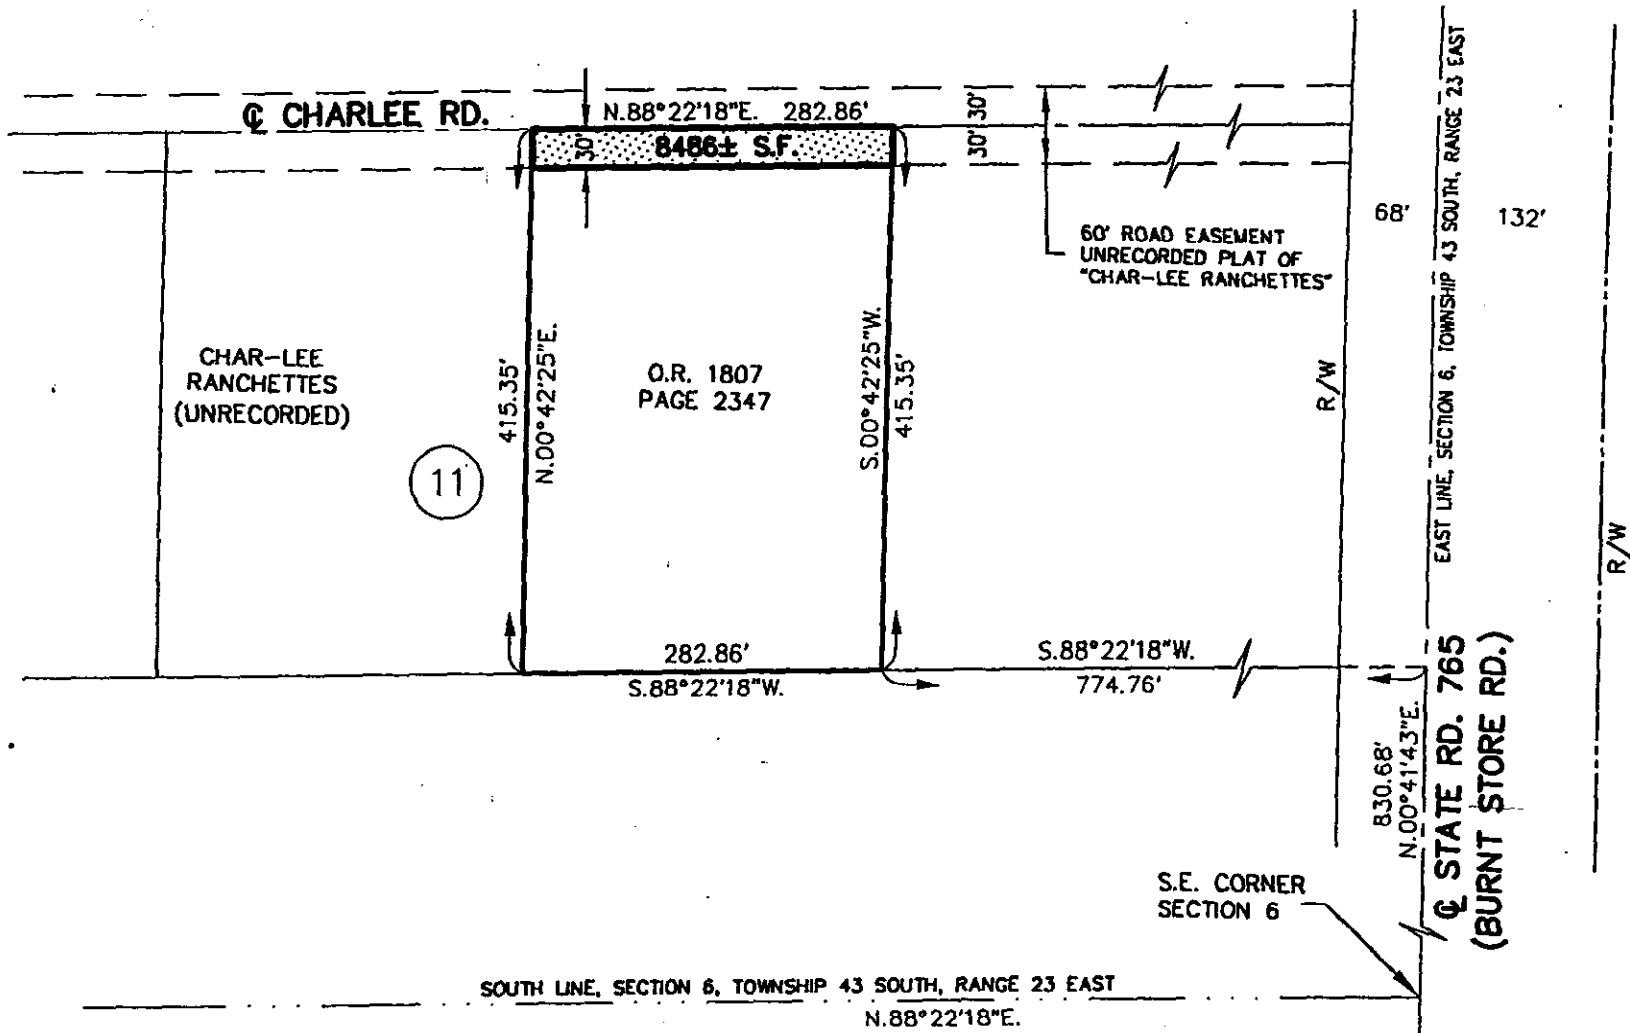 ℄ CHARLEE RD.
N.88°22'18"E. 282.86'
30'
8486± S.F.
30' 30'
60' ROAD EASEMENT
UNRECORDED PLAT OF
"CHAR-LEE RANCHETTES"
68'
132'
EAST LINE, SECTION 6, TOWNSHIP 43 SOUTH, RANGE 23 EAST
CHAR-LEE
RANCHETTES
(UNRECORDED)
11
415.35'
N.00°42'25"E.
O.R. 1807
PAGE 2347
S.00°42'25"W.
415.35'
R/W
R/W
282.86'
S.88°22'18"W.
S.88°22'18"W.
774.76'
830.68'
N.00°41'43"E.
℄ STATE RD. 765
(BURNT STORE RD.)
S.E. CORNER
SECTION 6
SOUTH LINE, SECTION 6, TOWNSHIP 43 SOUTH, RANGE 23 EAST
N.88°22'18"E.